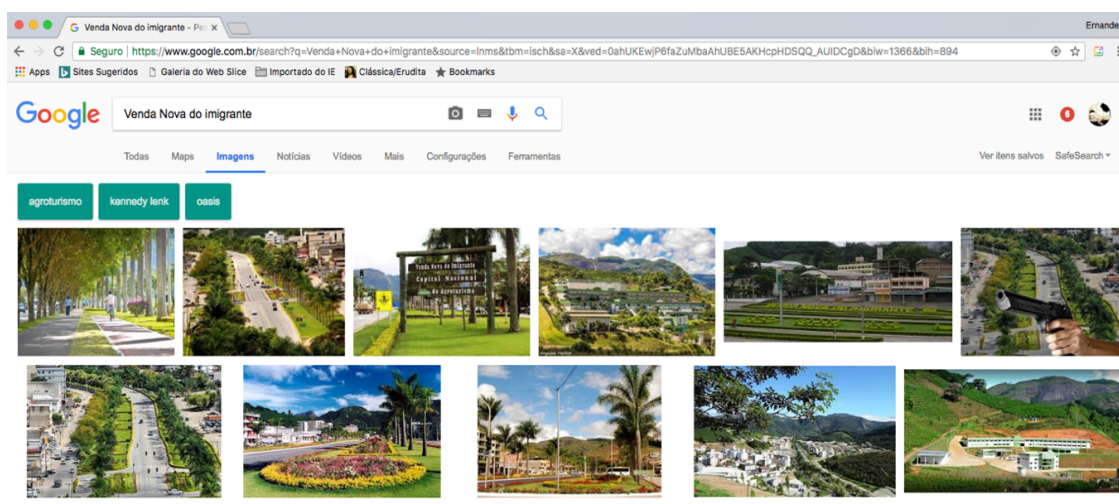 G Venda Nova do imigrante - Pes x
Ernande
Seguro | https://www.google.com.br/search?q=Venda+Nova+do+imigrante&source=lnms&tbm=isch&sa=X&ved=0ahUKEwjP6faZuMbaAhUBE5AKHcpHDSQQ_AUIDCgD&biw=1366&bih=894
Apps Sites Sugeridos Galeria do Web Slice Importado do IE Clássica/Erudita Bookmarks
Google Venda Nova do imigrante 6
Todas Maps Imagens Notícias Vídeos Mais Configurações Ferramentas Ver itens salvos SafeSearch
agroturismo kennedy lenk oasis
Venda Nova do Imigrante
Capital Nacional
do Agroturismo